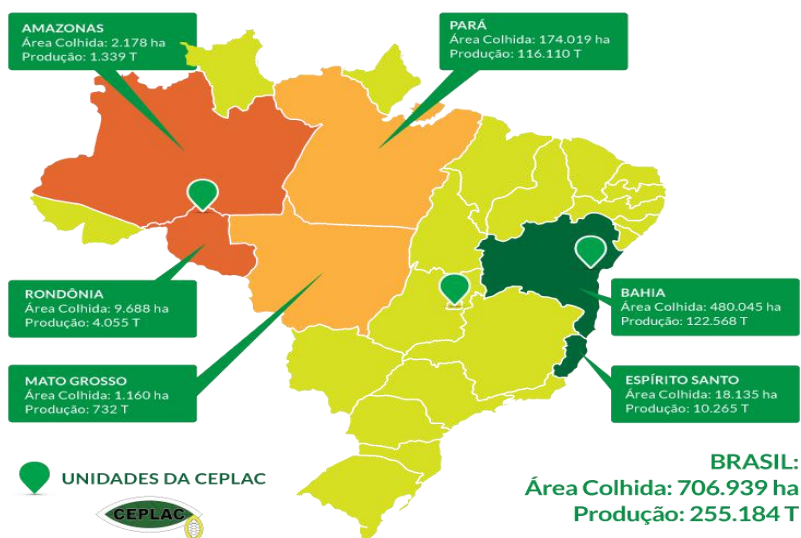 AMAZONAS
Área Colhida: 2.178 ha
Produção: 1.339 T
PARÁ
Área Colhida: 174.019 ha
Produção: 116.110 T
RONDÔNIA
Área Colhida: 9.688 ha
Produção: 4.055 T
BAHIA
Área Colhida: 480.045 ha
Produção: 122.568 T
MATO GROSSO
Área Colhida: 1.160 ha
Produção: 732 T
ESPÍRITO SANTO
Área Colhida: 18.135 ha
Produção: 10.265 T
UNIDADES DA CEPLAC
CEPLAC
BRASIL:
Área Colhida: 706.939 ha
Produção: 255.184 T